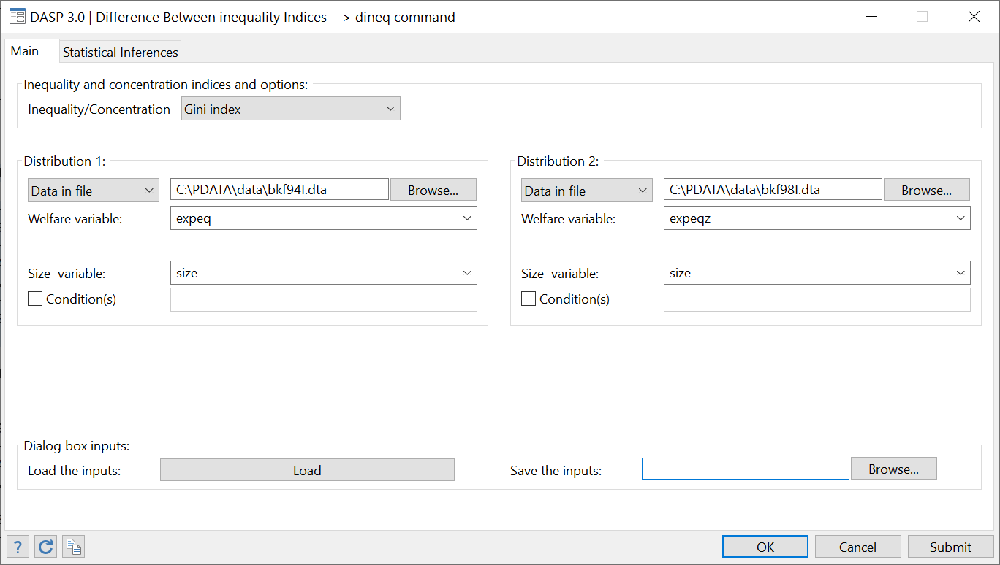 DASP 3.0 | Difference Between inequality Indices --> dineq command
Main
Statistical Inferences
Inequality and concentration indices and options:
Inequality/Concentration
Gini index
Distribution 1:
Data in file
C:\PDATA\data\bkf94I.dta
Browse...
Welfare variable:
expeq
Size variable:
size
Condition(s)
Distribution 2:
Data in file
C:\PDATA\data\bkf98I.dta
Browse...
Welfare variable:
expeqz
Size variable:
size
Condition(s)
Dialog box inputs:
Load the inputs:
Load
Save the inputs:
Browse...
?
OK
Cancel
Submit